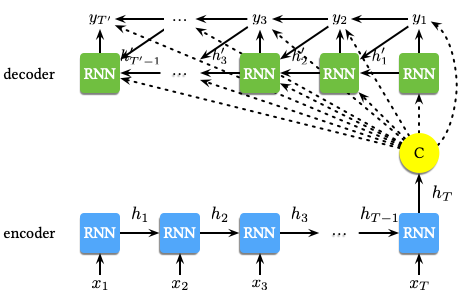 y_{T'} ... y_3 y_2 y_1
h'_{T'-1} h'_3 h'_2 h'_1
decoder RNN ... RNN RNN RNN
C
h_T
h_1 h_2 h_3 h_{T-1}
encoder RNN RNN RNN ... RNN
x_1 x_2 x_3 x_T